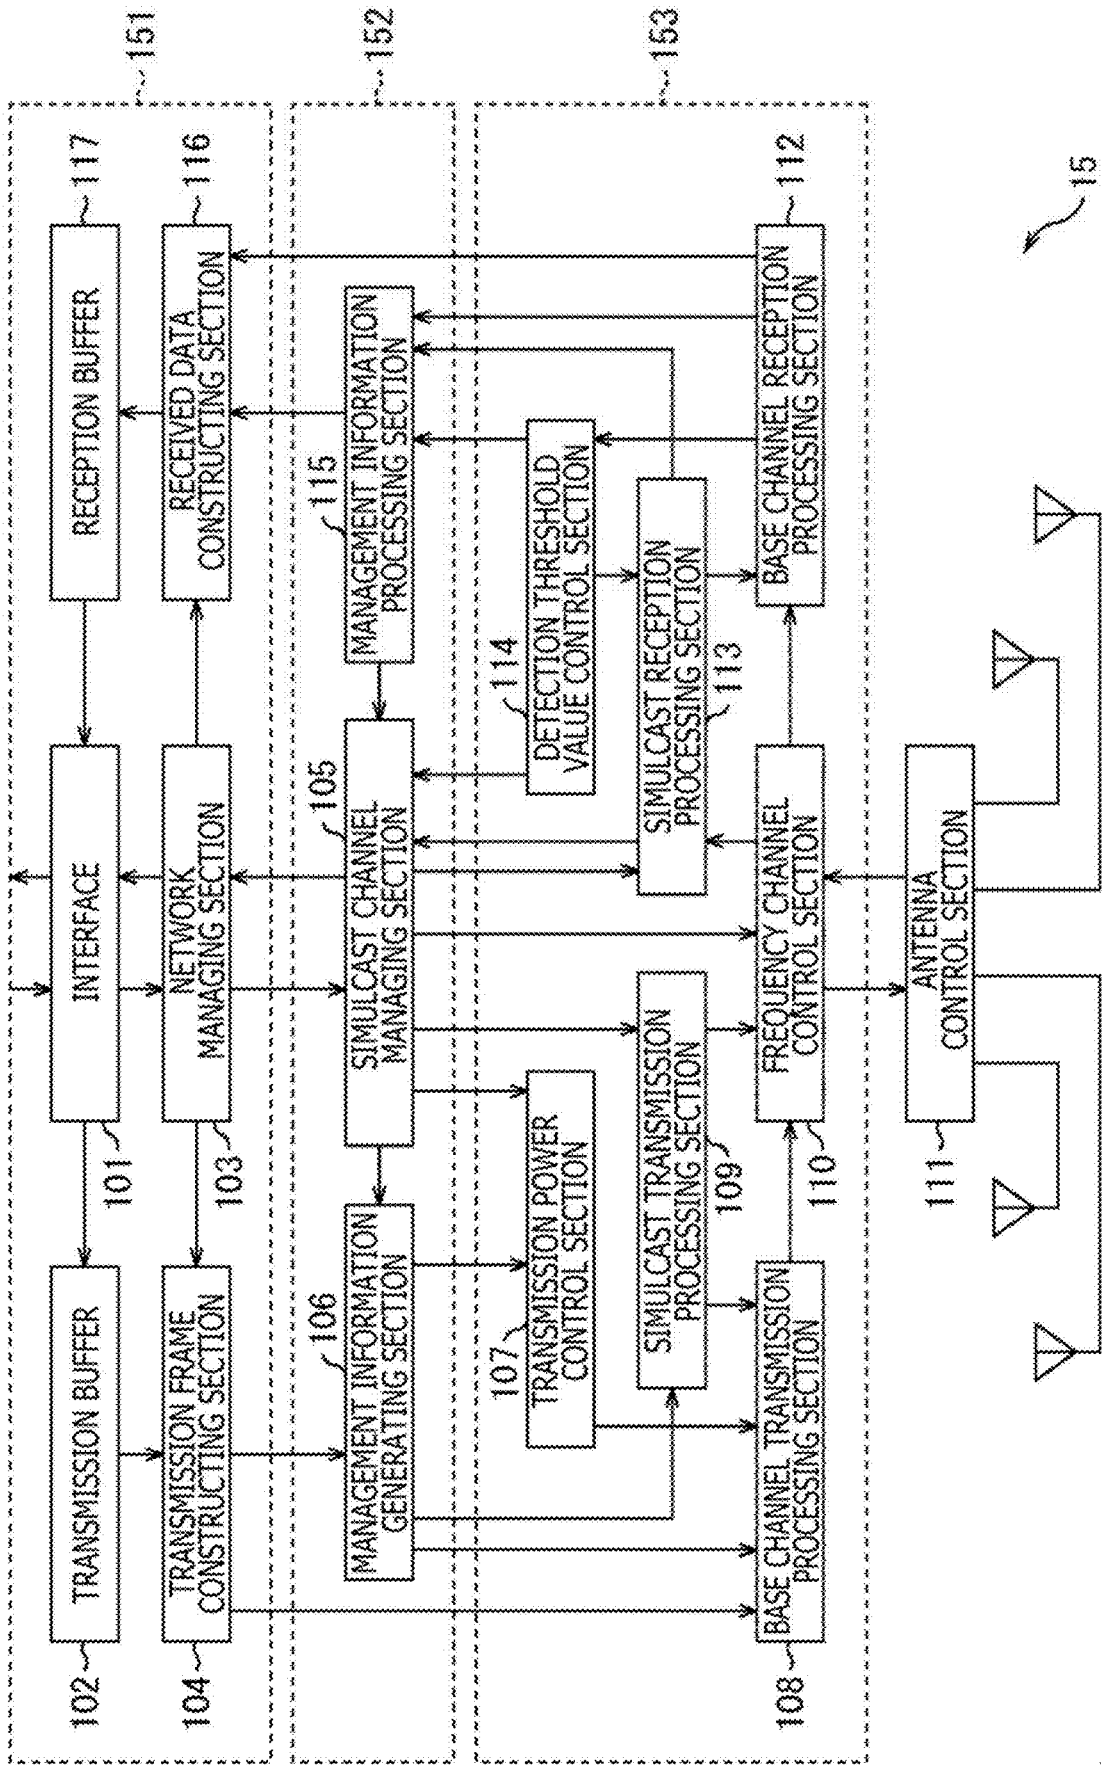 102
TRANSMISSION BUFFER
101
INTERFACE
RECEPTION BUFFER
117
151
104
TRANSMISSION FRAME
CONSTRUCTING SECTION
103
NETWORK
MANAGING SECTION
RECEIVED DATA
CONSTRUCTING SECTION
116
106
MANAGEMENT INFORMATION
GENERATING SECTION
105
SIMULCAST CHANNEL
MANAGING SECTION
115
MANAGEMENT INFORMATION
PROCESSING SECTION
152
107
TRANSMISSION POWER
CONTROL SECTION
114
DETECTION THRESHOLD
VALUE CONTROL SECTION
153
SIMULCAST TRANSMISSION
PROCESSING SECTION
109
SIMULCAST RECEPTION
PROCESSING SECTION
113
108
BASE CHANNEL TRANSMISSION
PROCESSING SECTION
110
FREQUENCY CHANNEL
CONTROL SECTION
BASE CHANNEL RECEPTION
PROCESSING SECTION
112
111
ANTENNA
CONTROL SECTION
15